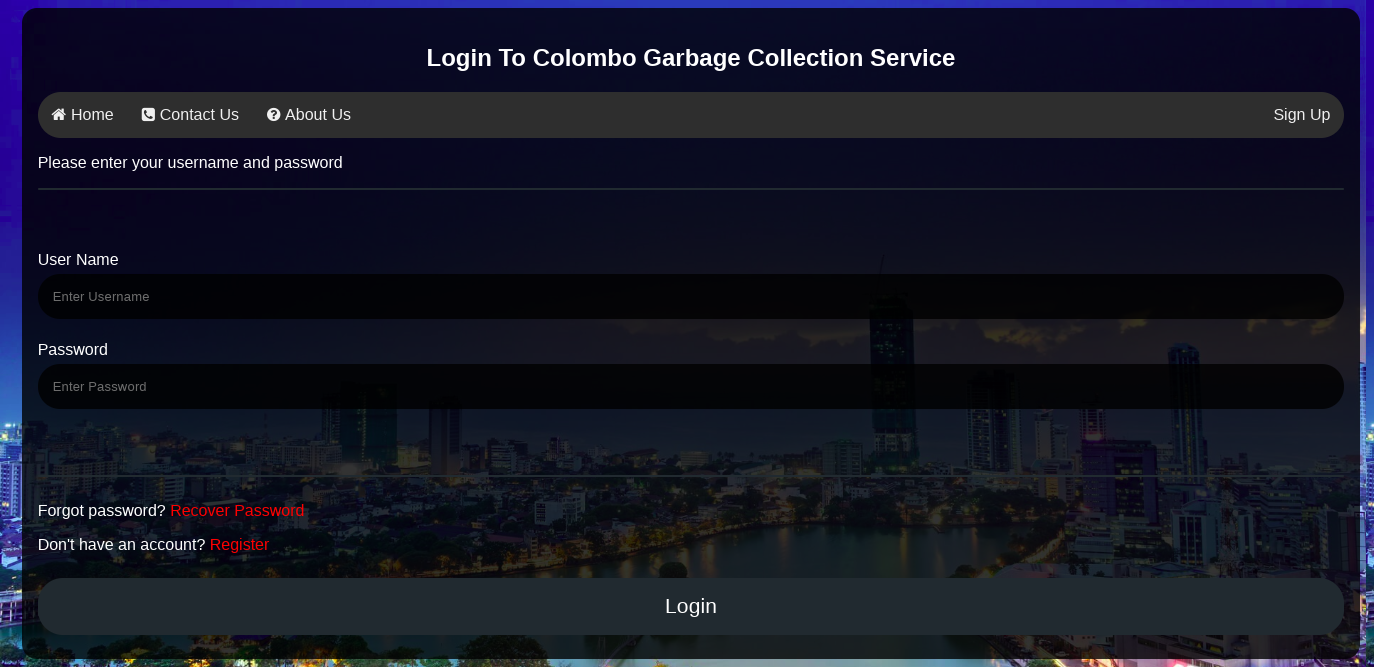 Login To Colombo Garbage Collection Service
Home Contact Us About Us Sign Up
Please enter your username and password
User Name
Enter Username
Password
Enter Password
Forgot password? Recover Password
Don't have an account? Register
Login